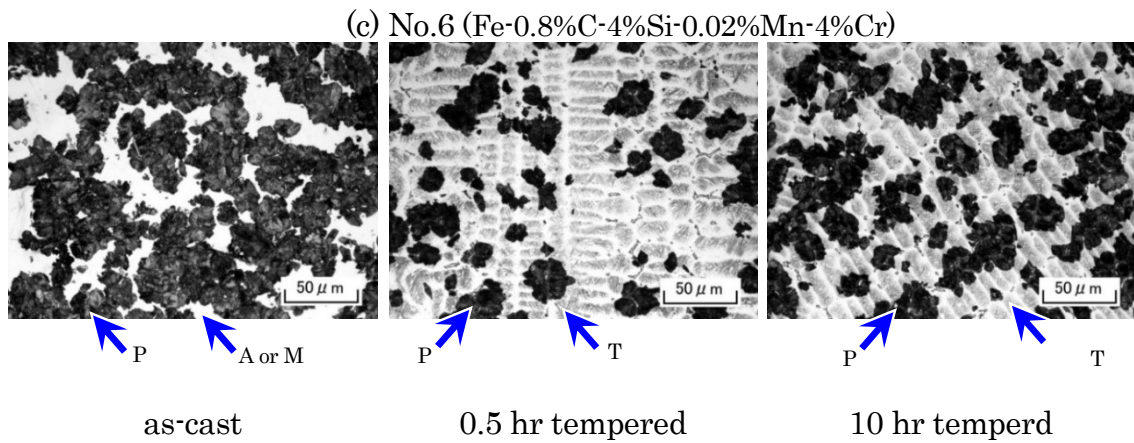 (c) No.6 (Fe-0.8%C-4%Si-0.02%Mn-4%Cr)
50 μm 50 μm 50 μm
P A or M P T P T
as-cast 0.5 hr tempered 10 hr temperd